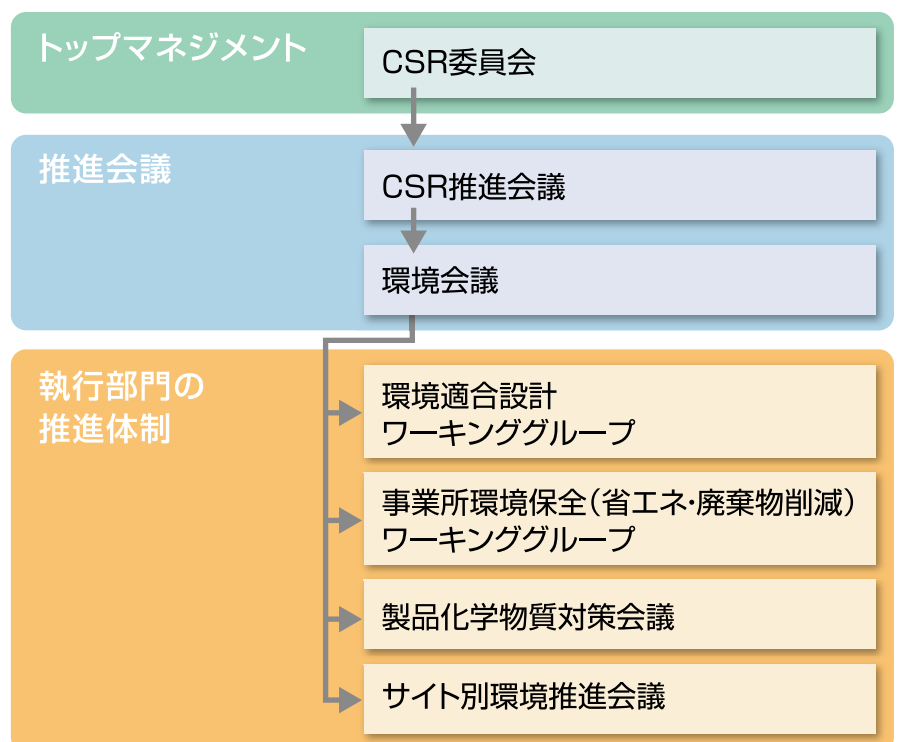 トップマネジメント
CSR委員会
推進会議
CSR推進会議
環境会議
執行部門の
推進体制
環境適合設計
ワーキンググループ
事業所環境保全（省エネ・廃棄物削減）
ワーキンググループ
製品化学物質対策会議
サイト別環境推進会議